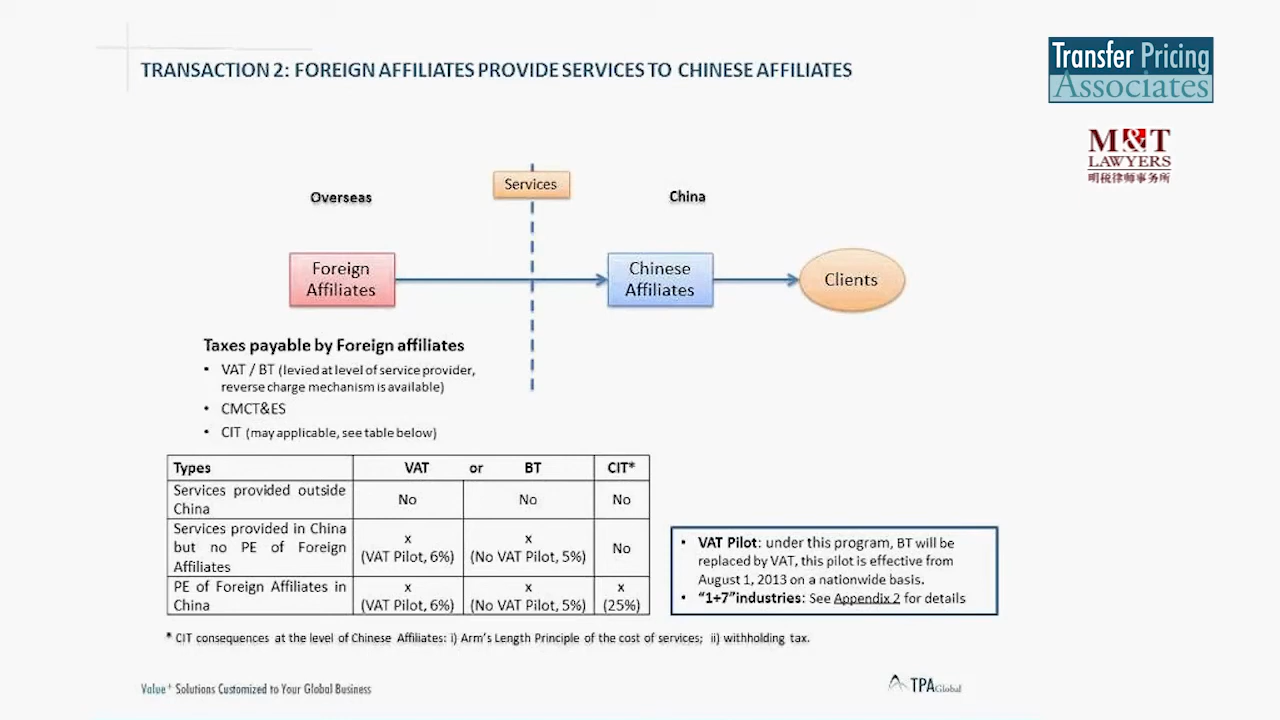 TRANSACTION 2: FOREIGN AFFILIATES PROVIDE SERVICES TO CHINESE AFFILIATES
Transfer Pricing
Associates
M&T
LAWYERS
明税律师事务所
Services
Overseas
China
Foreign
Affiliates
Chinese
Affiliates
Clients
Taxes payable by Foreign affiliates
• VAT / BT (levied at level of service provider,
reverse charge mechanism is available)
• CMCT&ES
• CIT (may applicable, see table below)
Types VAT or BT CIT*
Services provided outside
China
No No No
Services provided in China
but no PE of Foreign
Affiliates
x
(VAT Pilot, 6%)
x
(No VAT Pilot, 5%)
No
PE of Foreign Affiliates in
China
x
(VAT Pilot, 6%)
x
(No VAT Pilot, 5%)
x
(25%)
• VAT Pilot: under this program, BT will be
replaced by VAT, this pilot is effective from
August 1, 2013 on a nationwide basis.
• “1+7”industries: See Appendix 2 for details
* CIT consequences at the level of Chinese Affiliates: i) Arm's Length Principle of the cost of services; ii) withholding tax.
Value+ Solutions Customized to Your Global Business
TPA Global